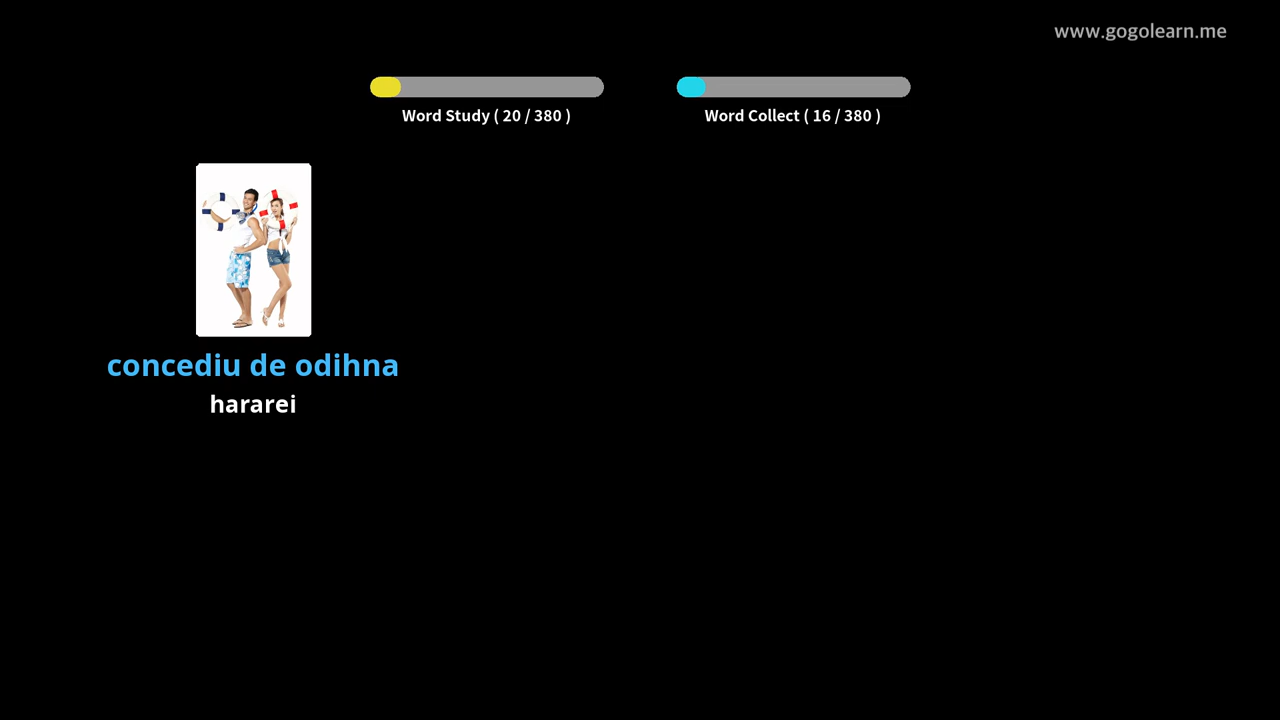 www.gogolearn.me
Word Study ( 20 / 380 )
Word Collect ( 16 / 380 )
concediu de odihna
hararei